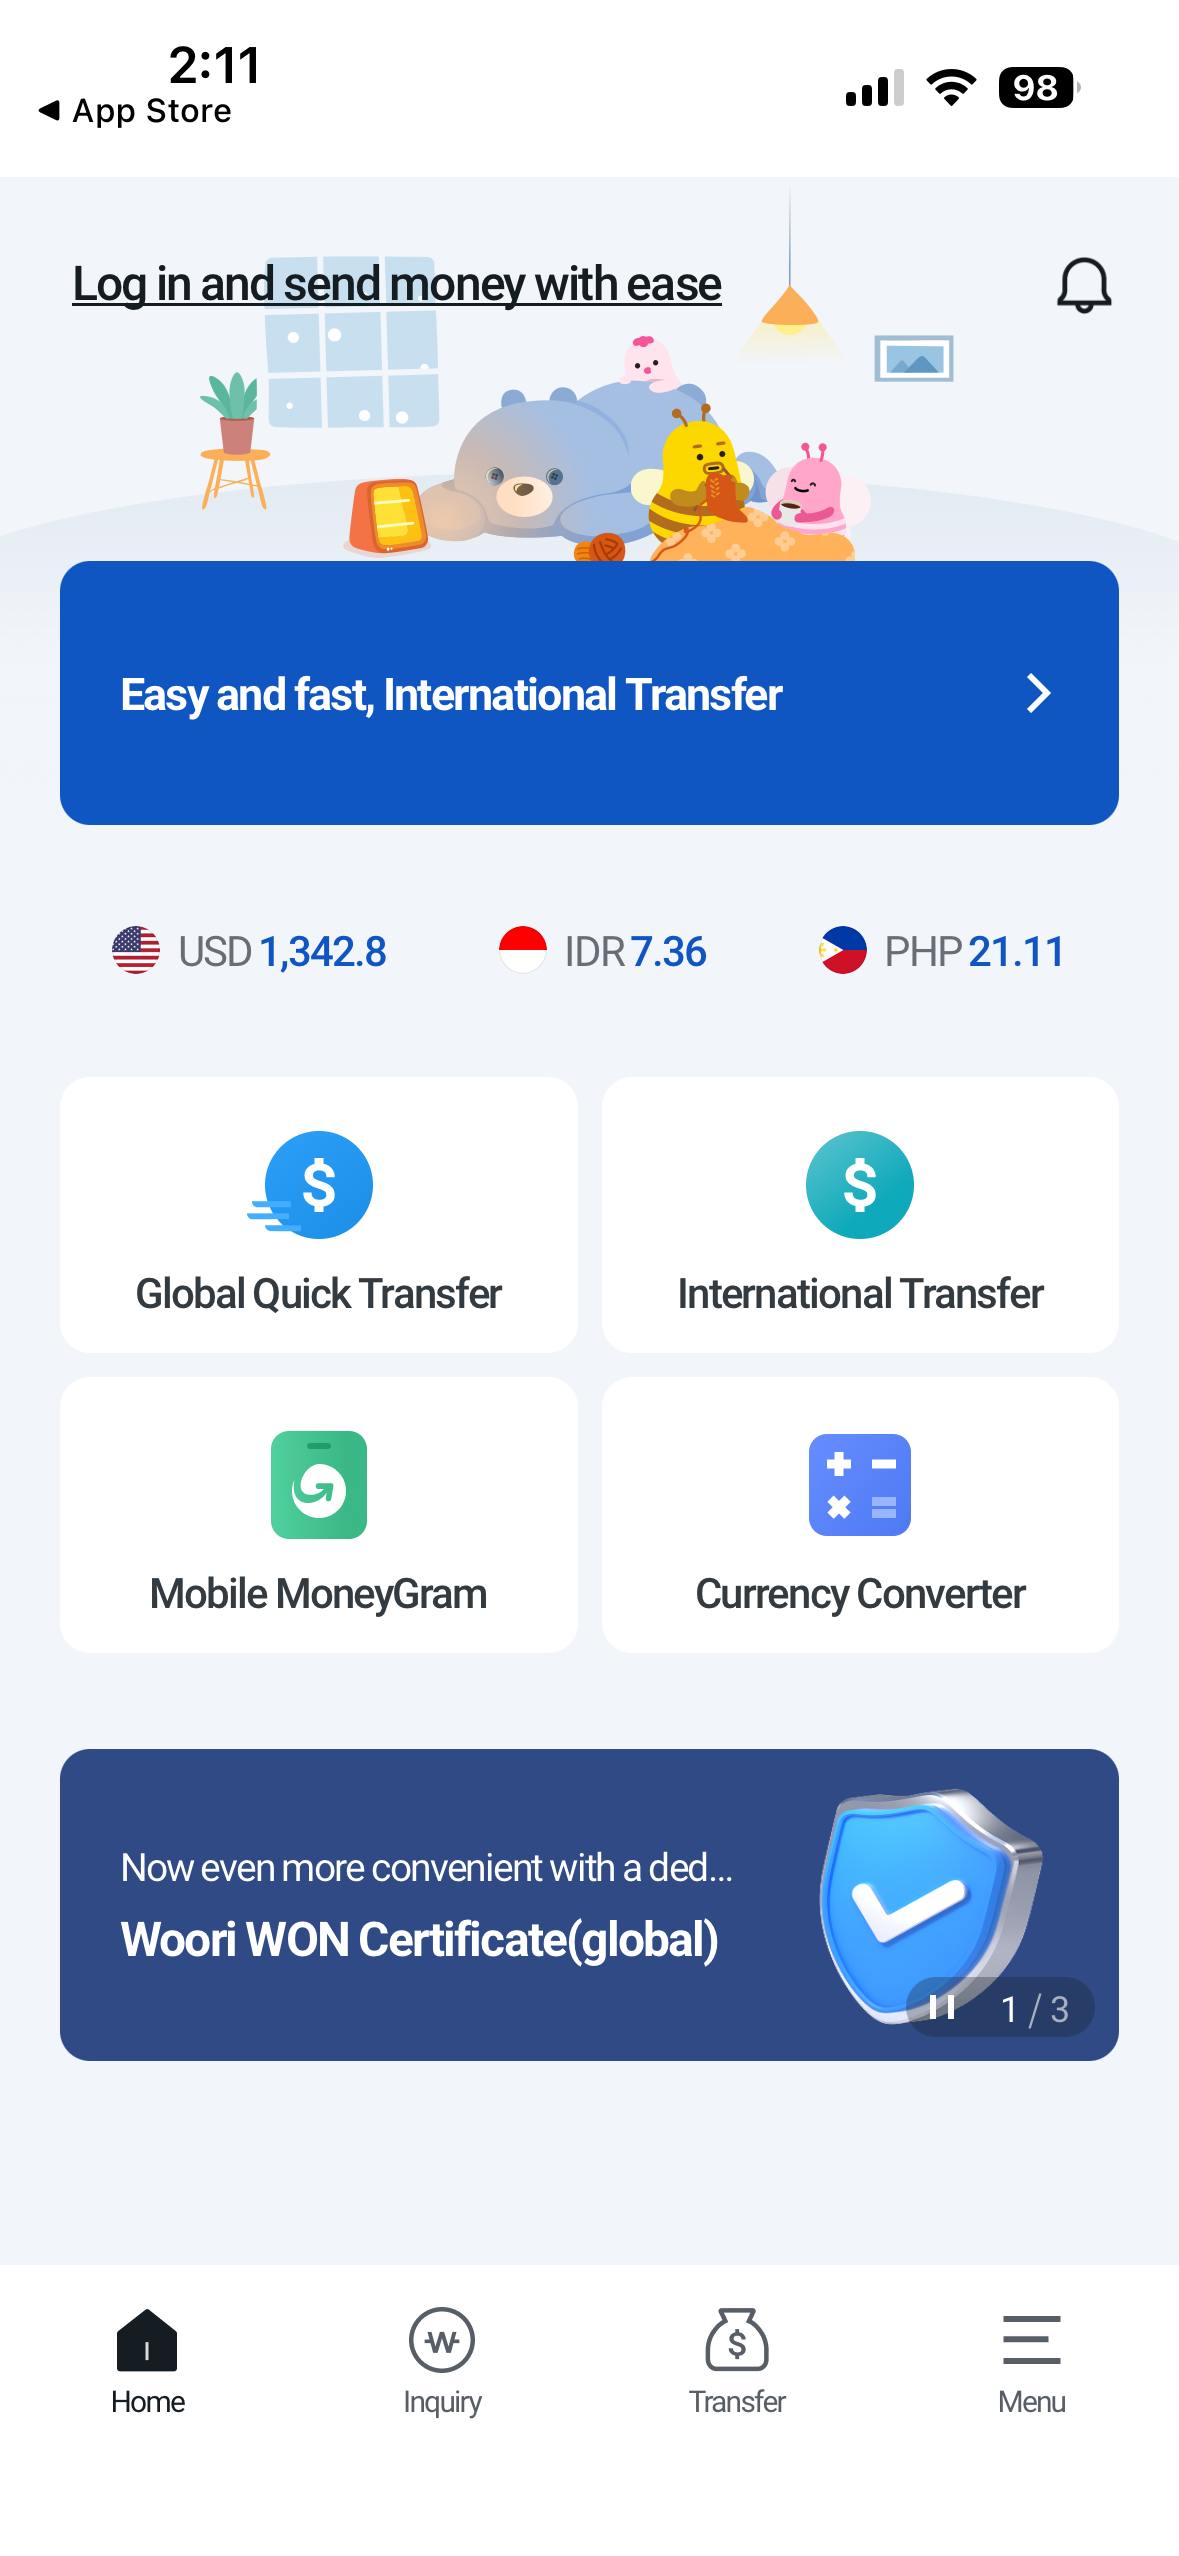 2:11
◀ App Store
98
Log in and send money with ease
Easy and fast, International Transfer
USD 1,342.8
IDR 7.36
PHP 21.11
Global Quick Transfer
International Transfer
Mobile MoneyGram
Currency Converter
Now even more convenient with a ded...
Woori WON Certificate(global)
1 / 3
Home
Inquiry
Transfer
Menu